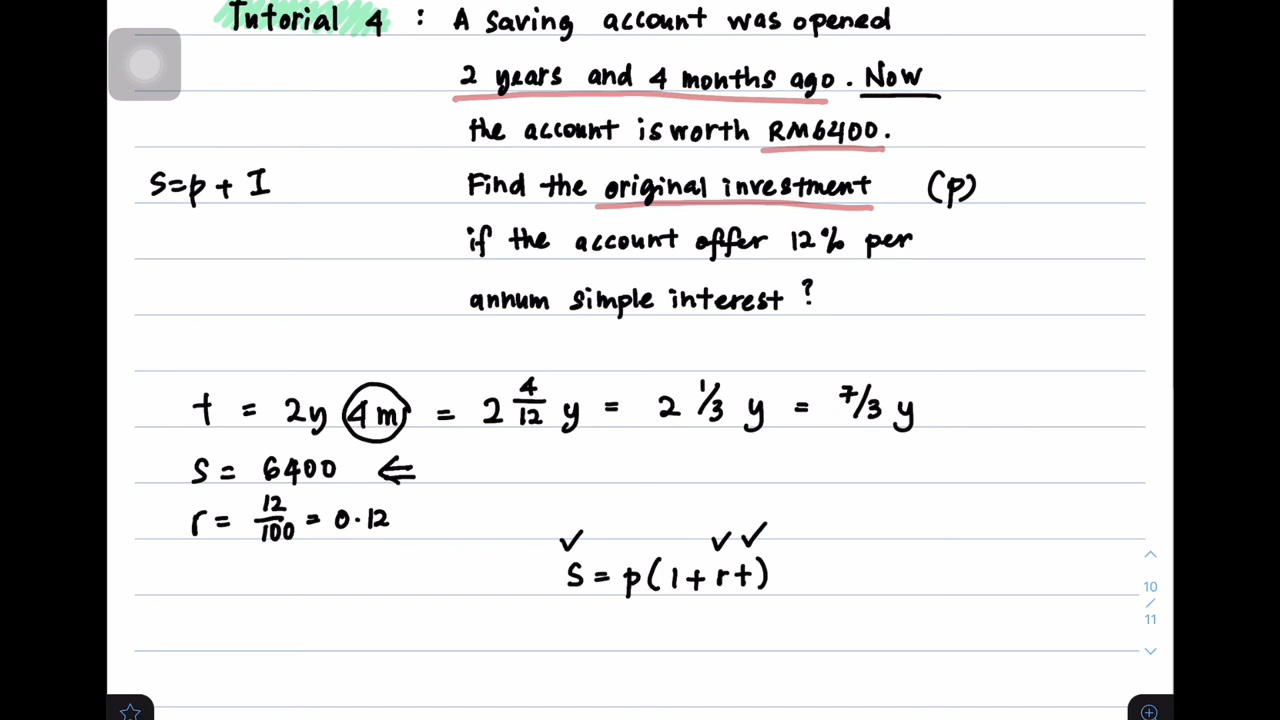 Tutorial 4 : A saving account was opened
2 years and 4 months ago. Now
the account is worth RM6400.
S=p + I Find the original investment (p)
if the account offer 12% per
annum simple interest?
t = 2y 4m = 2 4/12 y = 2 1/3 y = 7/3 y
S = 6400 ⇐
r = 12/100 = 0.12
✓ ✓ ✓
S = p(1+rt)
10
/
11